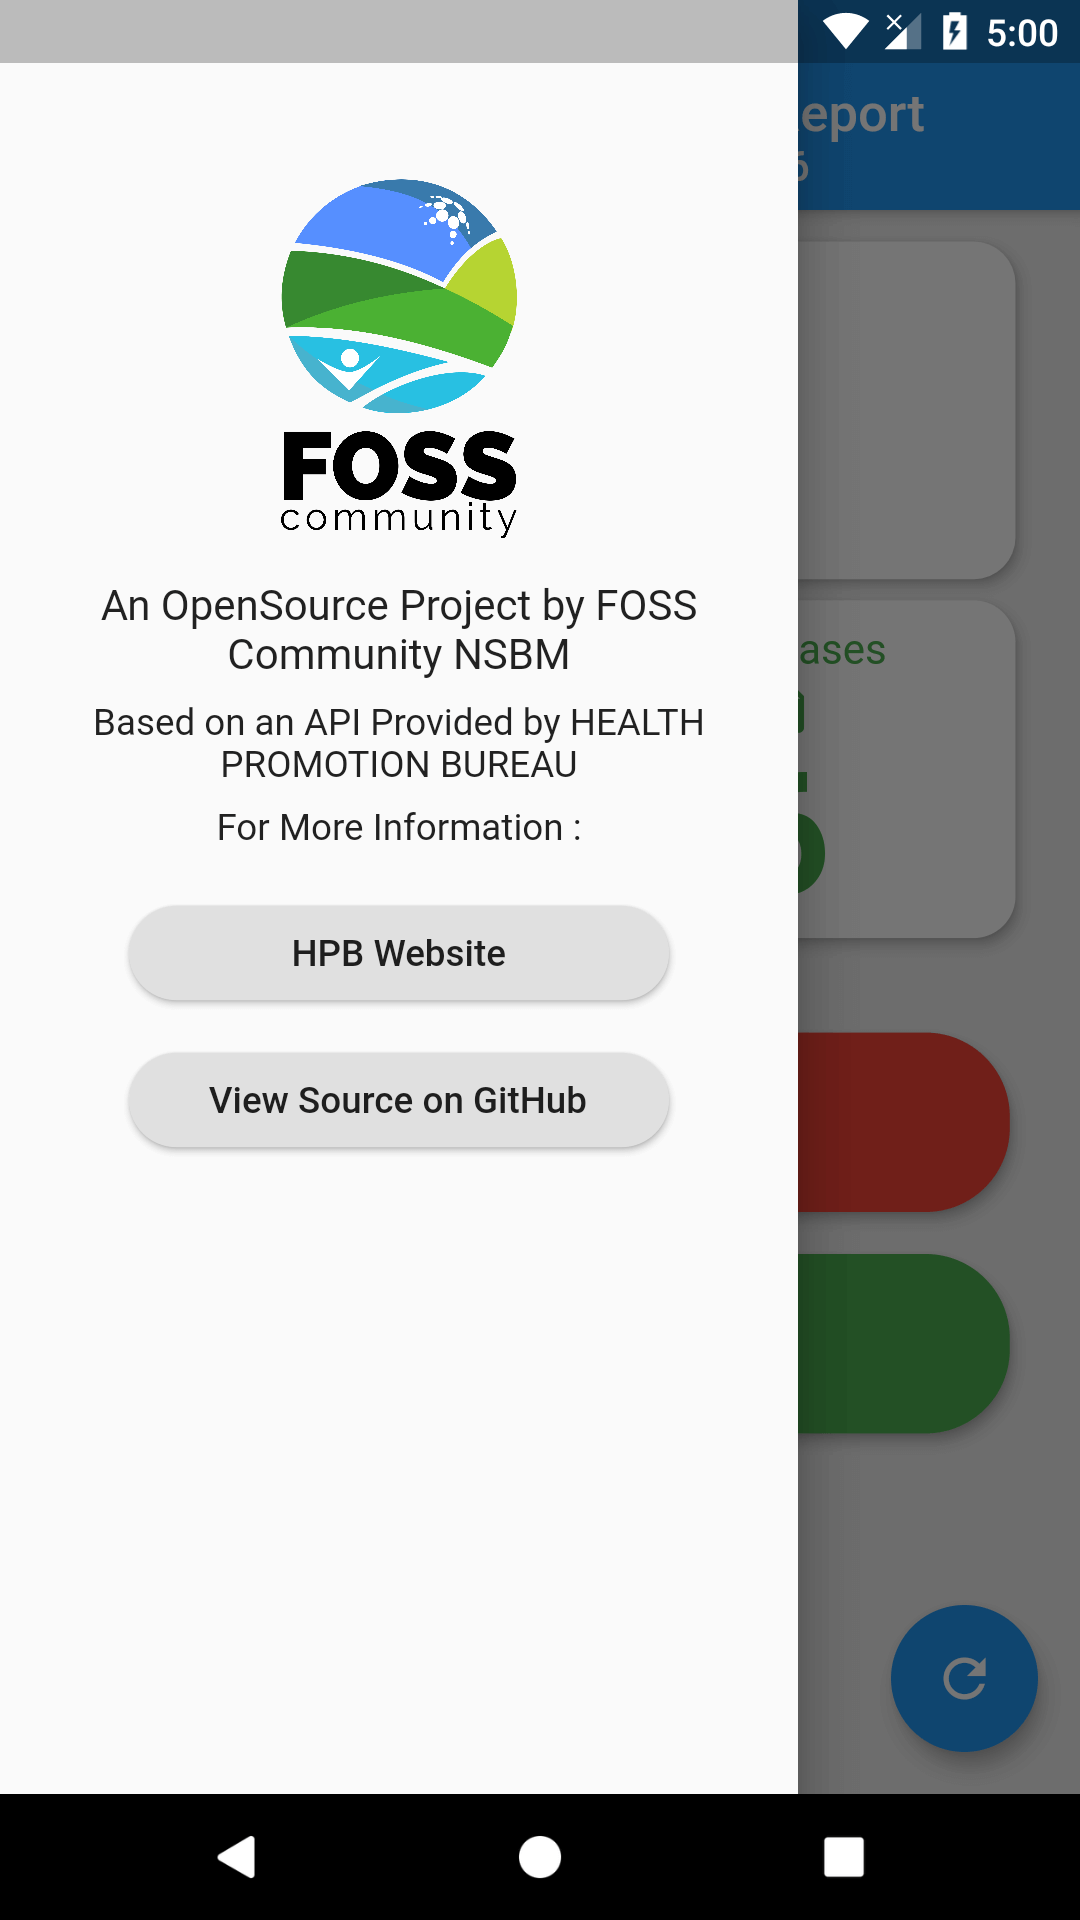 5:00
eport
6
FOSS
community
An OpenSource Project by FOSS
Community NSBM
ases
Based on an API Provided by HEALTH
PROMOTION BUREAU
For More Information :
HPB Website
View Source on GitHub